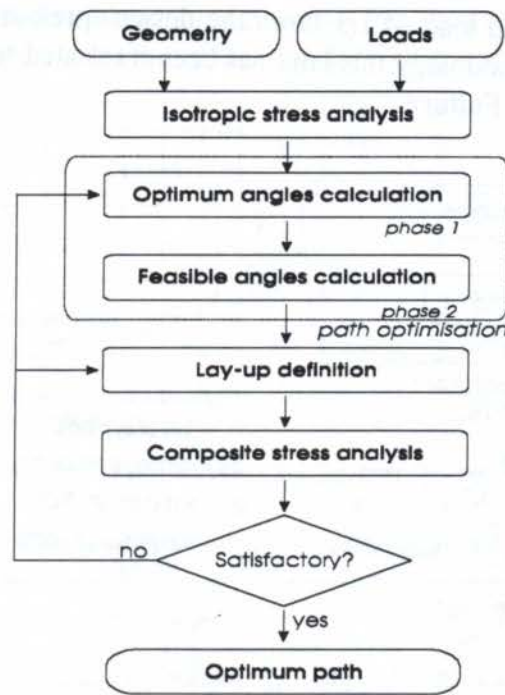 Geometry
Loads
Isotropic stress analysis
Optimum angles calculation
phase 1
Feasible angles calculation
phase 2
path optimisation
Lay-up definition
Composite stress analysis
no
Satisfactory?
yes
Optimum path